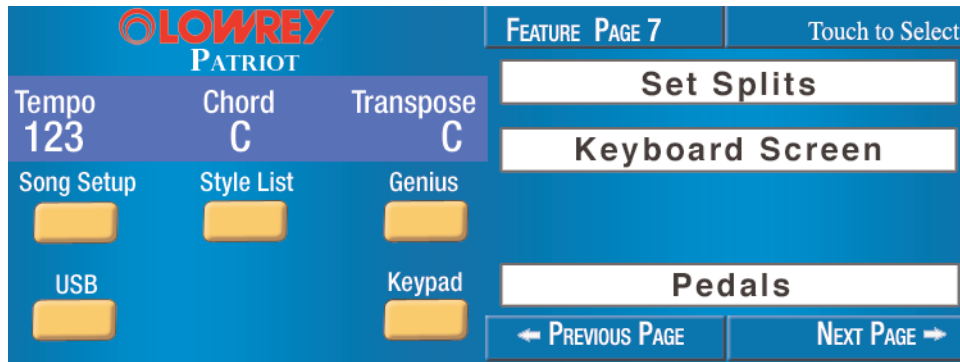 LOWREY
PATRIOT
Tempo Chord Transpose
123 C C
Song Setup Style List Genius
USB Keypad
FEATURE PAGE 7 Touch to Select
Set Splits
Keyboard Screen
Pedals
PREVIOUS PAGE NEXT PAGE